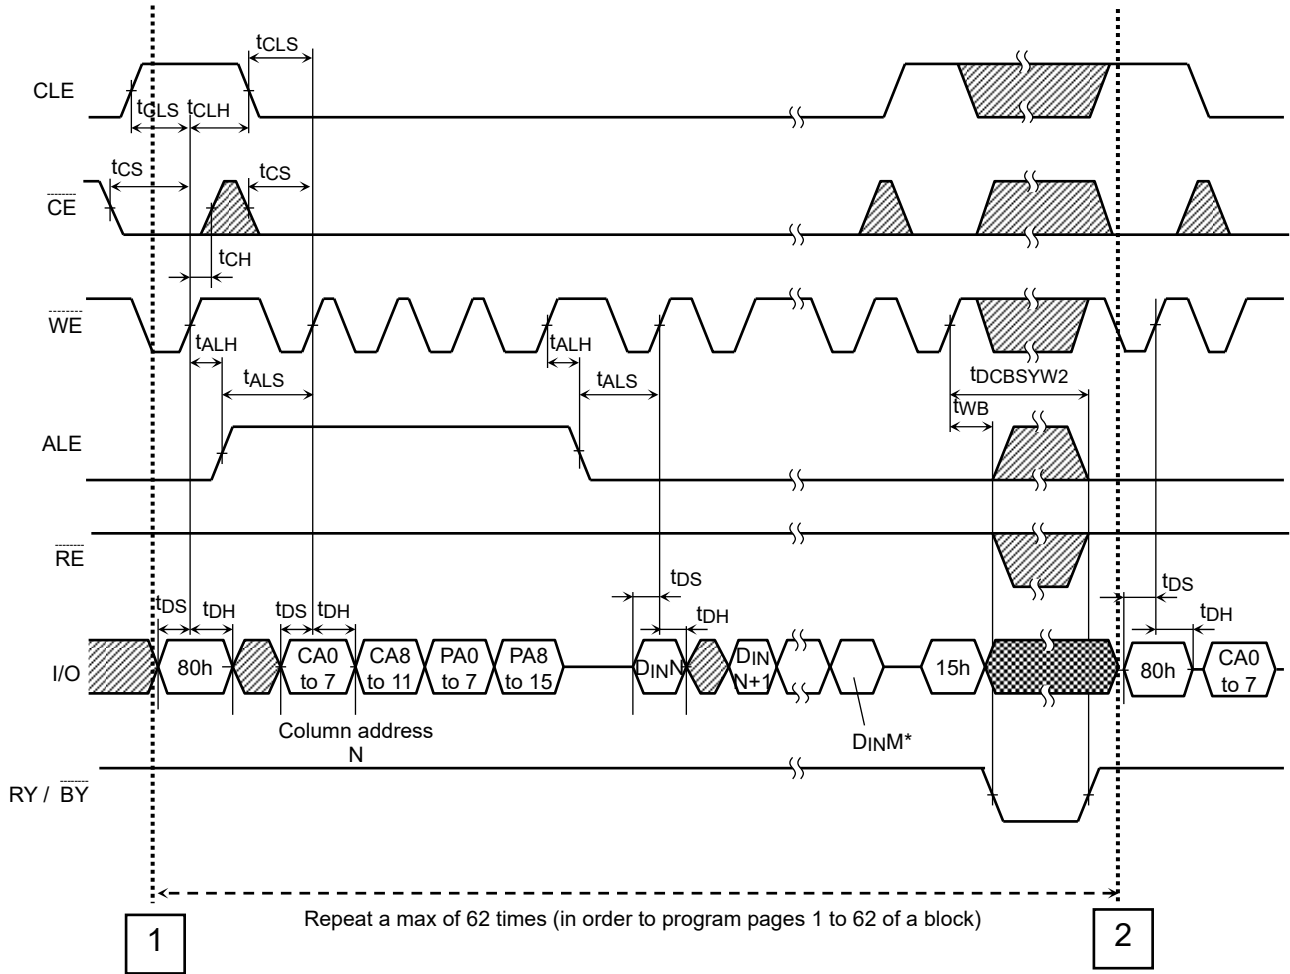 tCLS
CLE
tCLS
tCLH
tCS
tCS
CE
tCH
WE
tALH
tALH
tALS
tALS
tDCBSYW2
tWB
ALE
RE
tDS
tDS
tDS
tDH
tDS
tDH
tDH
tDH
I/O
80h
CA0
to 7
CA8
to 11
PA0
to 7
PA8
to 15
DINN
DIN
N+1
15h
80h
CA0
to 7
Column address
N
DINM*
RY / BY
Repeat a max of 62 times (in order to program pages 1 to 62 of a block)
1
2